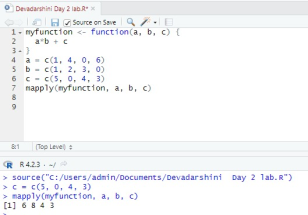 Devadarshini Day 2 lab.R*
Source on Save
1 myfunction <- function(a, b, c) {
2 a*b + c
3 }
4 a = c(1, 4, 0, 6)
5 b = c(1, 2, 3, 0)
6 c = c(5, 0, 4, 3)
7 mapply(myfunction, a, b, c)
8
9
8:1 (Top Level)
R 4.2.3 · ~/
> source("C:/Users/admin/Documents/Devadarshini  Day 2 lab.R")
> c = c(5, 0, 4, 3)
> mapply(myfunction, a, b, c)
[1] 6 8 4 3